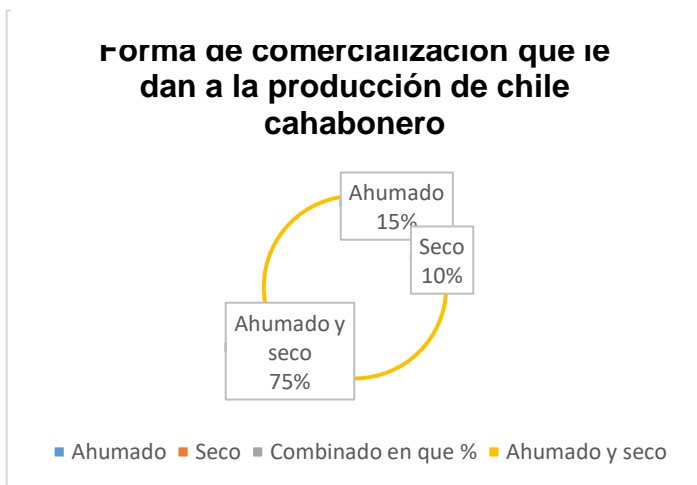 Forma de comercialización que le
dan a la producción de chile
cahabonero
Ahumado
15%
Seco
10%
Ahumado y
seco
75%
Ahumado Seco Combinado en que % Ahumado y seco